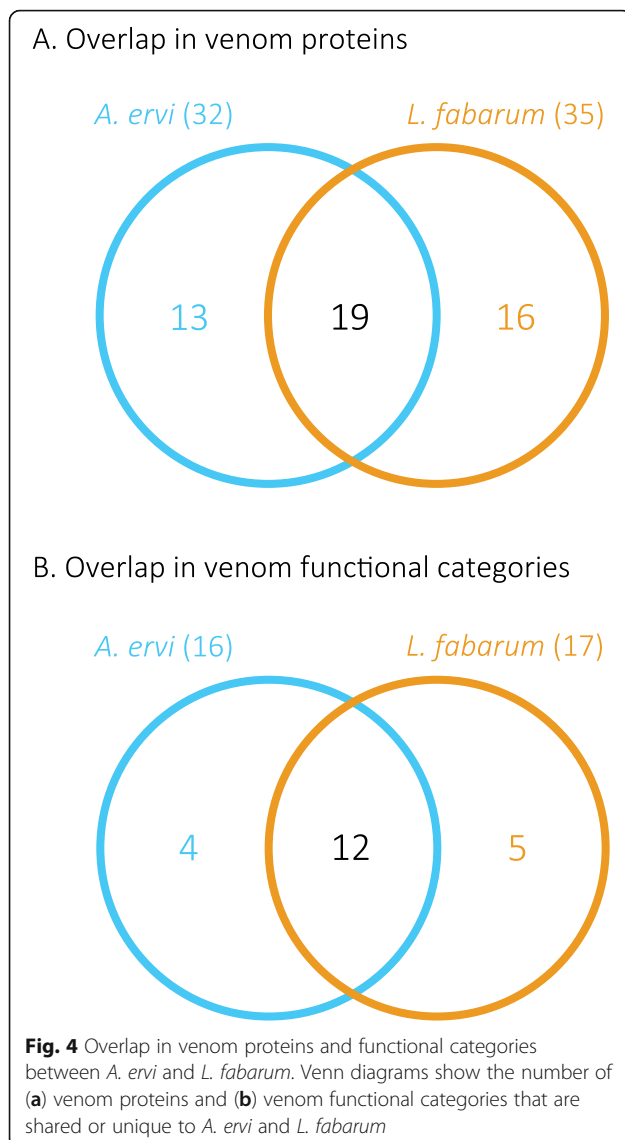 A. Overlap in venom proteins
A. ervi (32) L. fabarum (35)
13 19 16
B. Overlap in venom functional categories
A. ervi (16) L. fabarum (17)
4 12 5
Fig. 4 Overlap in venom proteins and functional categories
between A. ervi and L. fabarum. Venn diagrams show the number of
(a) venom proteins and (b) venom functional categories that are
shared or unique to A. ervi and L. fabarum